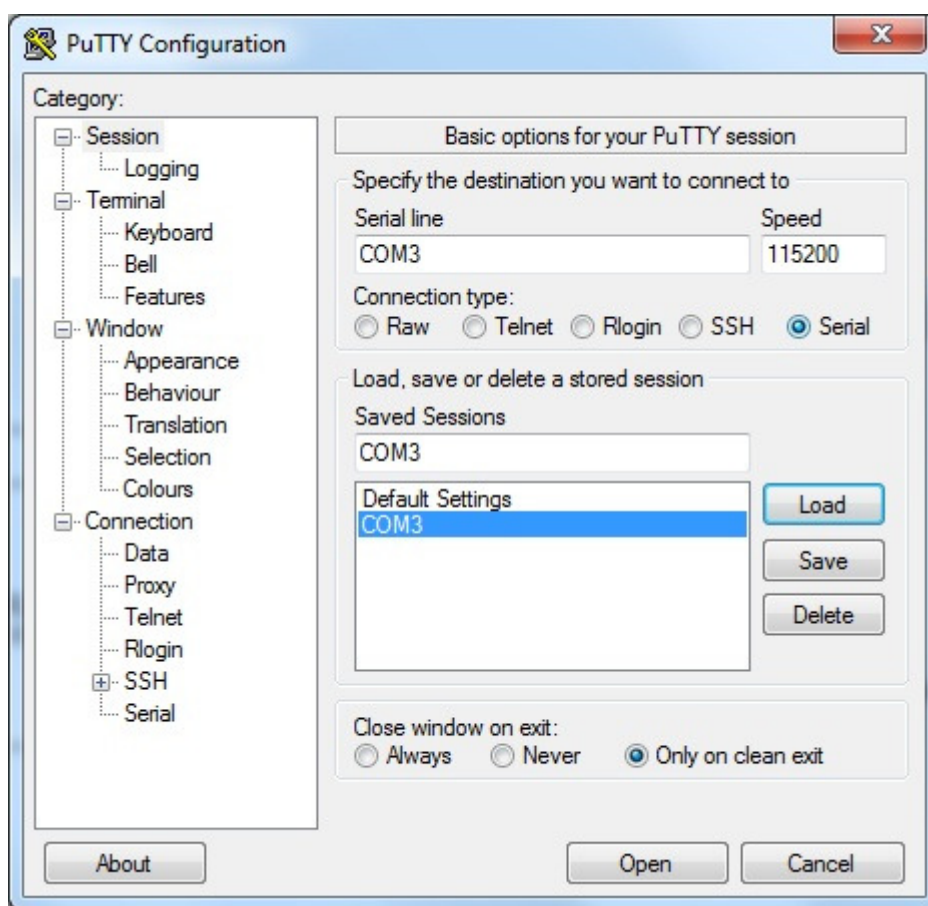 PuTTY Configuration
Category:
Session
Logging
Terminal
Keyboard
Bell
Features
Window
Appearance
Behaviour
Translation
Selection
Colours
Connection
Data
Proxy
Telnet
Rlogin
SSH
Serial
Basic options for your PuTTY session
Specify the destination you want to connect to
Serial line Speed
COM3 115200
Connection type:
Raw Telnet Rlogin SSH Serial
Load, save or delete a stored session
Saved Sessions
COM3
Default Settings
COM3
Load
Save
Delete
Close window on exit:
Always Never Only on clean exit
About Open Cancel